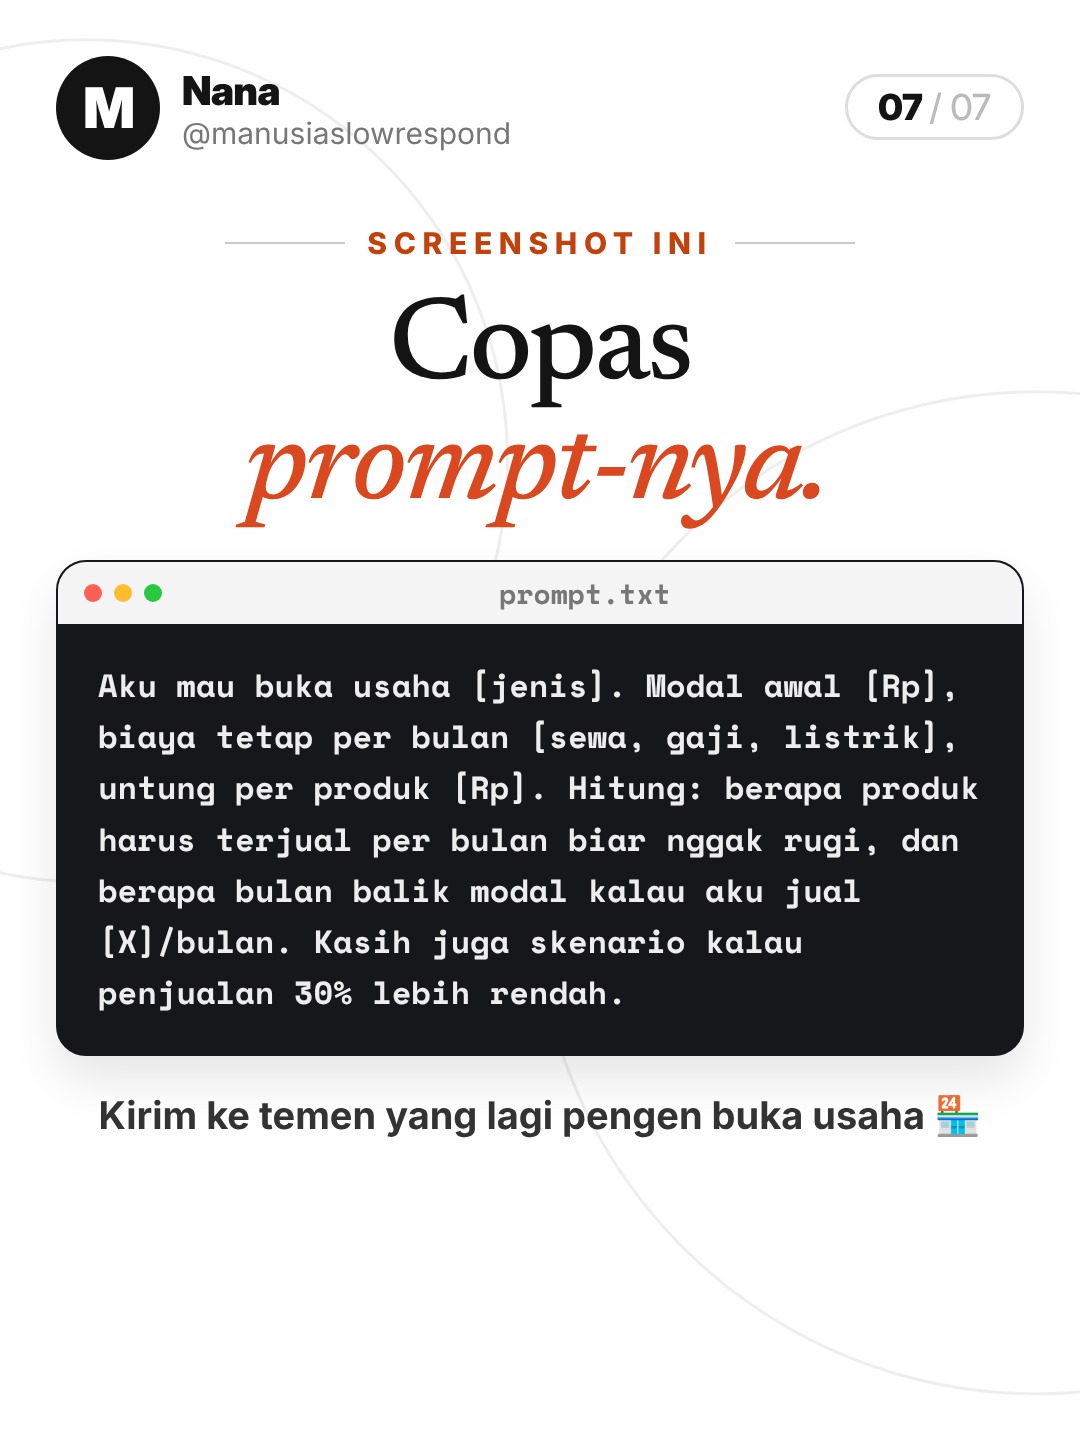 M
Nana
@manusiaslowrespond
07 / 07
SCREENSHOT INI
Copas
prompt-nya.
prompt.txt
Aku mau buka usaha [jenis]. Modal awal [Rp],
biaya tetap per bulan [sewa, gaji, listrik],
untung per produk [Rp]. Hitung: berapa produk
harus terjual per bulan biar nggak rugi, dan
berapa bulan balik modal kalau aku jual
[X]/bulan. Kasih juga skenario kalau
penjualan 30% lebih rendah.
Kirim ke temen yang lagi pengen buka usaha 🏪